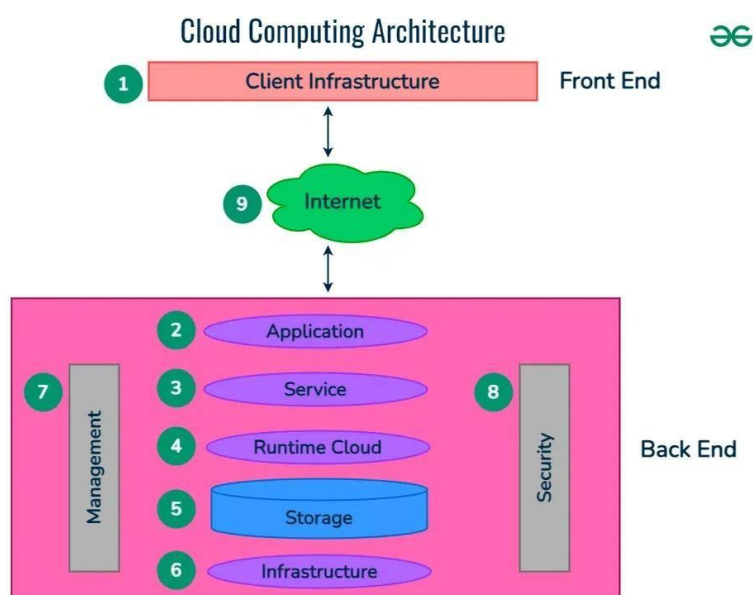 Cloud Computing Architecture
1 Client Infrastructure Front End
9 Internet
2 Application
3 Service
4 Runtime Cloud
5 Storage
6 Infrastructure
7 Management
8 Security
Back End